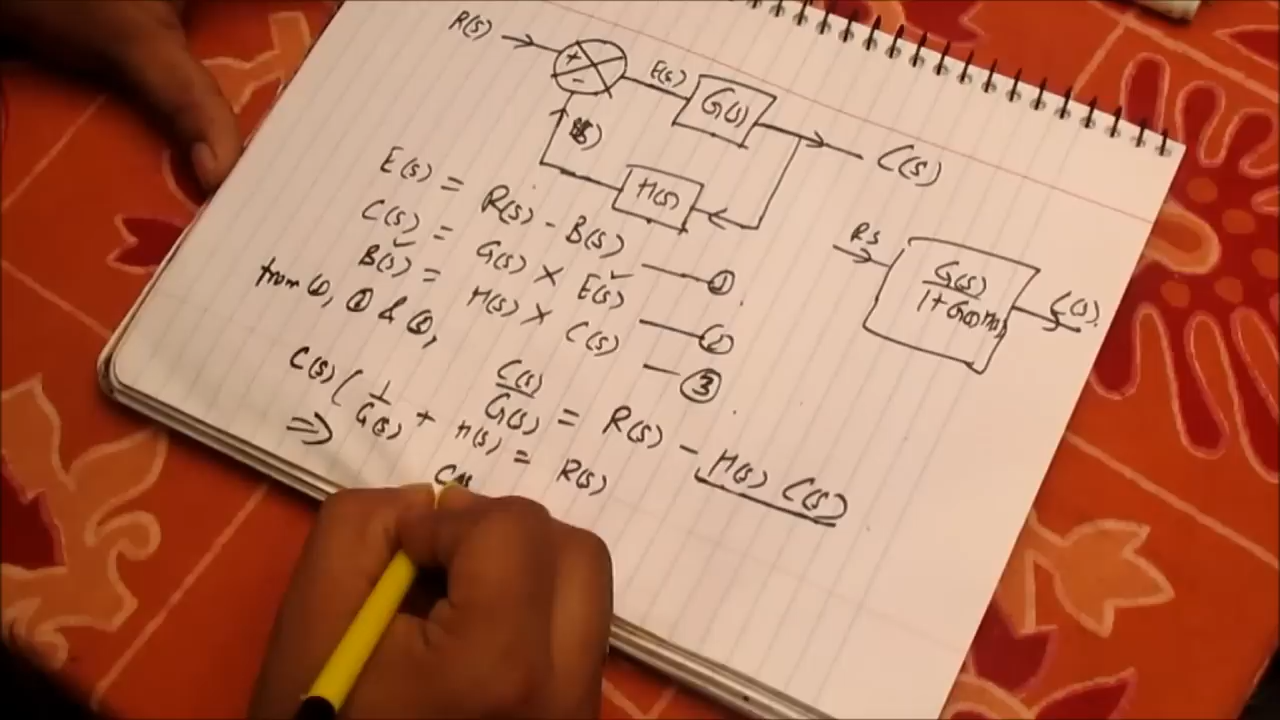 R(s)
+
-
E(s)
G(s)
C(s)
H(s)
E(s) = R(s) - B(s) ①
C(s) = G(s) × E(s) ②
B(s) = H(s) × C(s) ③
RS
G(s)
1+G(s)H(s)
C(s)
from ①, ② & ③,
C(s)/G(s) = R(s) - H(s) C(s)
C(s) ( 1/G(s) + H(s) = R(s)
⇒